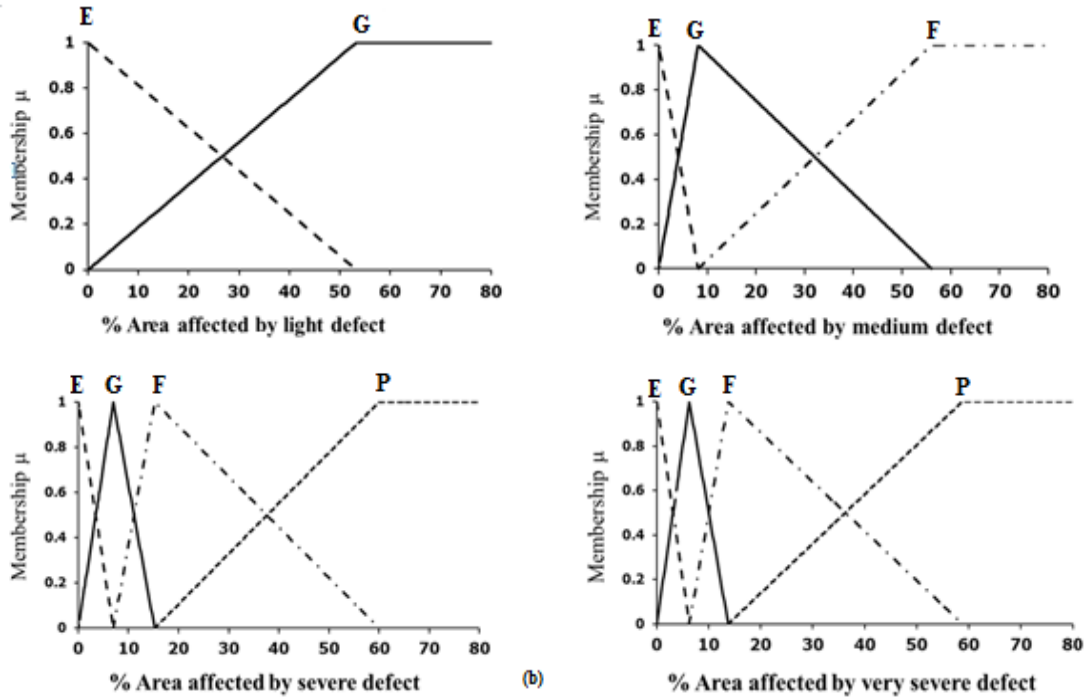 E G
Membership μ
1
0.8
0.6
0.4
0.2
0
0 10 20 30 40 50 60 70 80
% Area affected by light defect
E G F
Membership μ
1
0.8
0.6
0.4
0.2
0
0 10 20 30 40 50 60 70 80
% Area affected by medium defect
E G F P
Membership μ
1
0.8
0.6
0.4
0.2
0
0 10 20 30 40 50 60 70 80
% Area affected by severe defect
(b)
E G F P
Membership μ
1
0.8
0.6
0.4
0.2
0
0 10 20 30 40 50 60 70 80
% Area affected by very severe defect